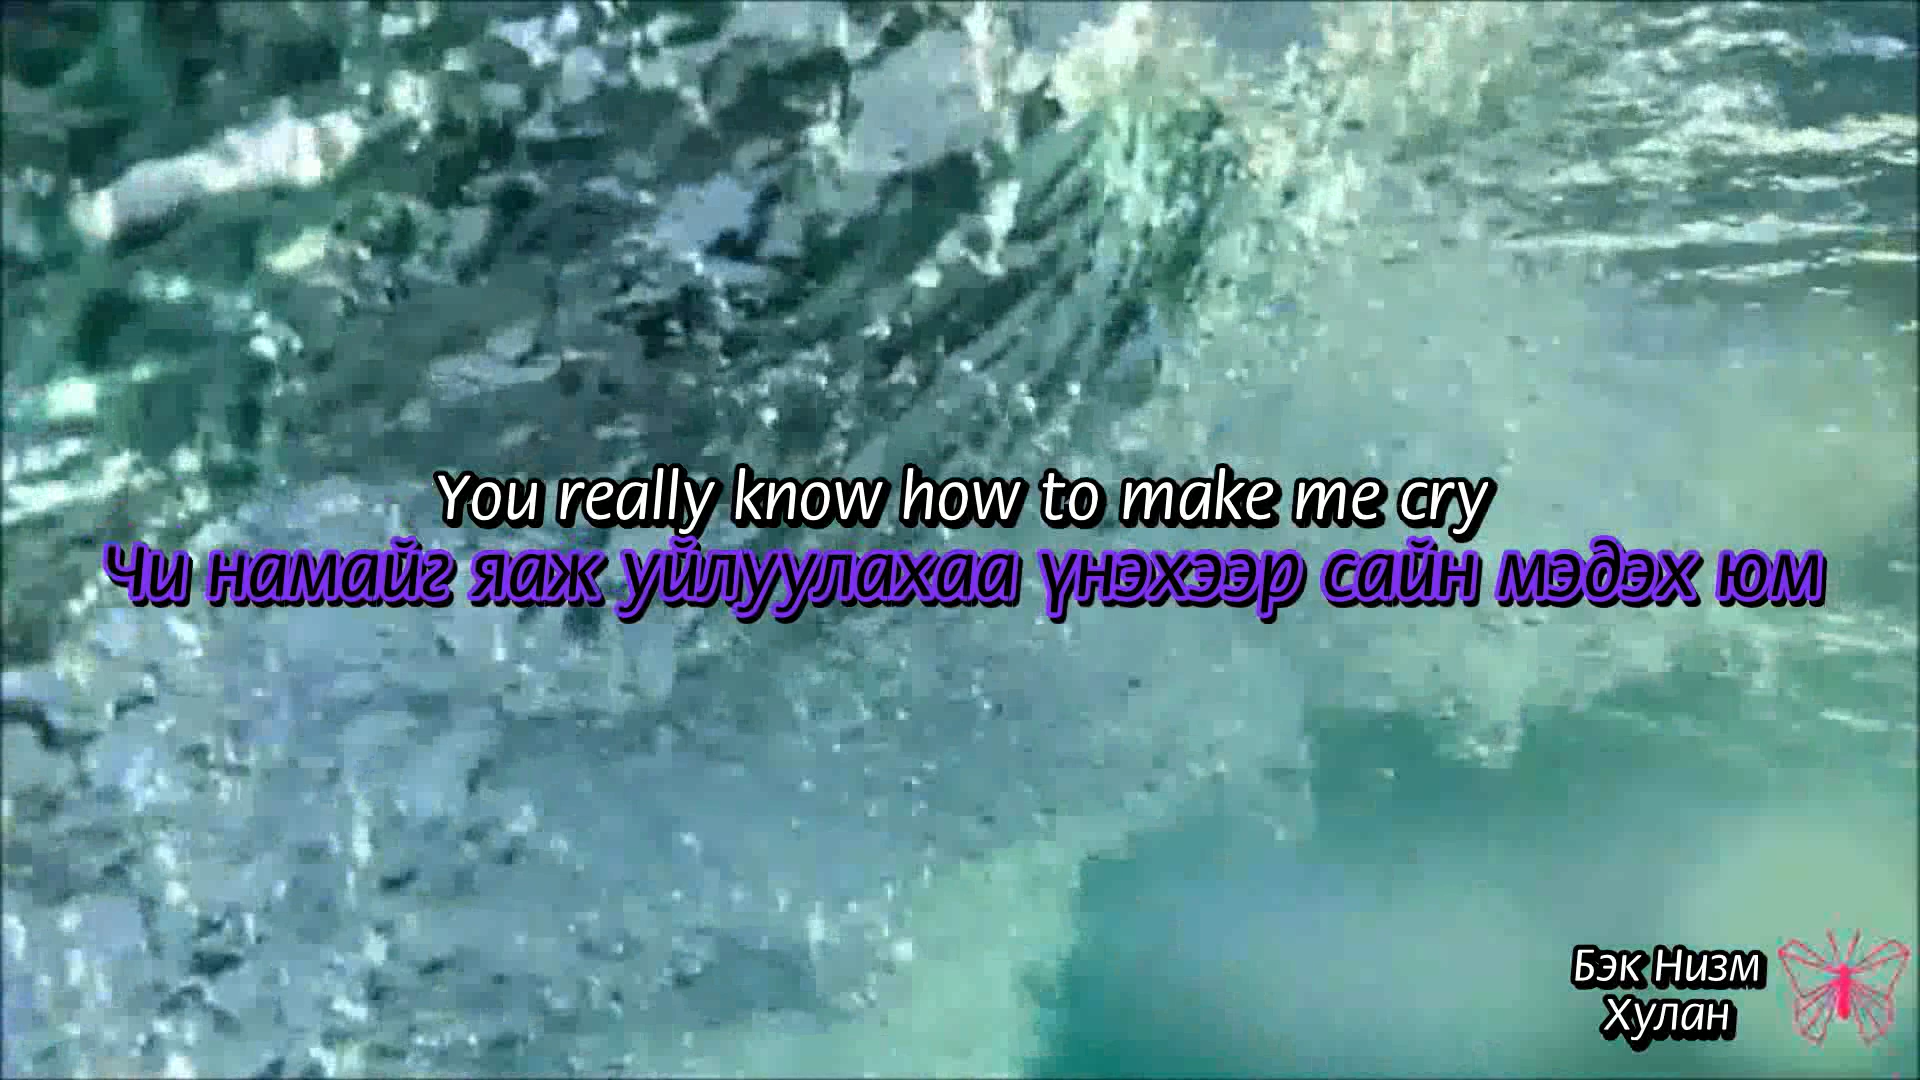 You really know how to make me cry
Чи намайг яаж уйлуулахаа үнэхээр сайн мэдэх юм
Бэк Низм
Хулан